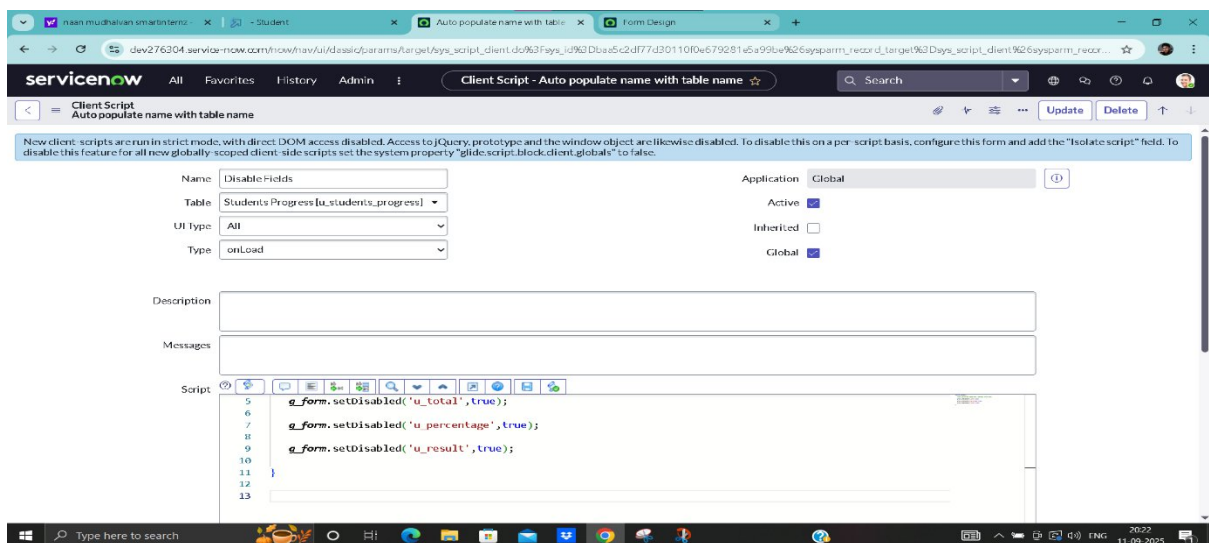 naan mudhalvan smartinternz -
- Student
Auto populate name with table
Form Design
dev276304.service-now.com/now/nav/ui/classic/params/target/sys_script_client.do%3Fsys_id%3Dbaa5c2df77d30110f0e679281e5a99be%26sysparm_record_target%3Dsys_script_client%26sysparm_recor...
servicenow All Favorites History Admin Client Script - Auto populate name with table name Search
Client Script
Auto populate name with table name
Update Delete
New client-scripts are run in strict mode, with direct DOM access disabled. Access to jQuery, prototype and the window object are likewise disabled. To disable this on a per-script basis, configure this form and add the "Isolate script" field. To
disable this feature for all new globally-scoped client-side scripts set the system property "glide.script.block.client.globals" to false.
Name Disable Fields
Application Global
Table Students Progress [u_students_progress]
Active
UI Type All
Inherited
Type onLoad
Global
Description
Messages
Script
5 g_form.setDisabled('u_total',true);
6
7 g_form.setDisabled('u_percentage',true);
8
9 g_form.setDisabled('u_result',true);
10
11 }
12
13
Type here to search
ENG
20:22
11-09-2025